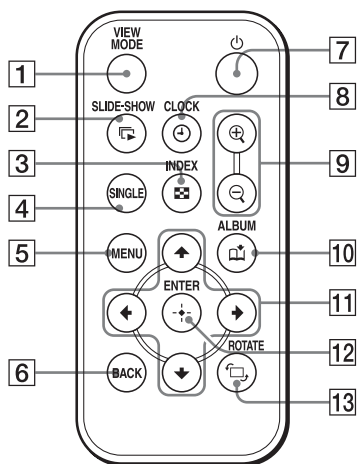 VIEW
MODE
1
7
SLIDE-SHOW CLOCK
8
2
3
INDEX
9
4
SINGLE
ALBUM
5
MENU
10
ENTER
11
12
6
BACK
ROTATE
13